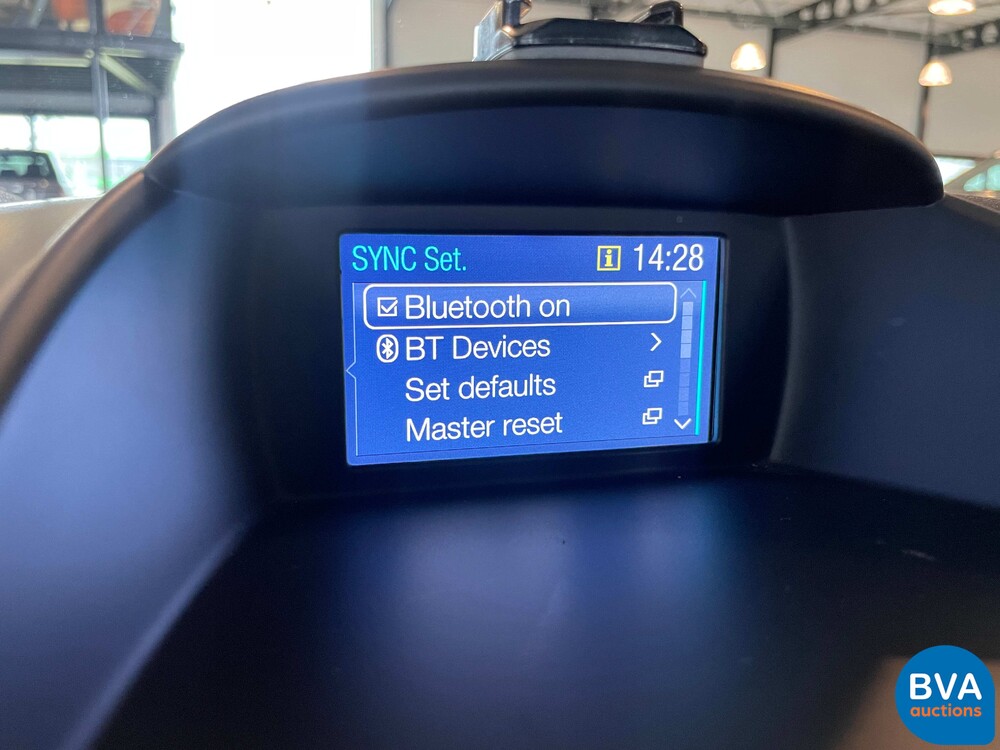 SYNC Set. i 14:28
Bluetooth on
BT Devices
Set defaults
Master reset
BVA
auctions